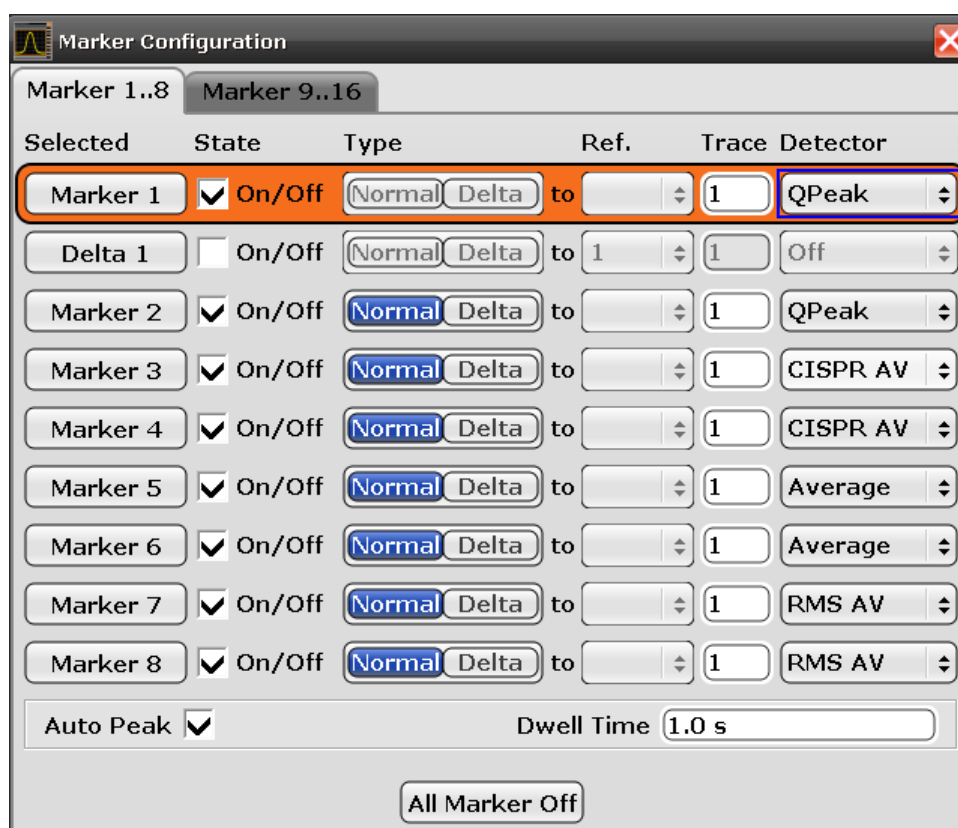 Marker Configuration
Marker 1..8 Marker 9..16
Selected State Type Ref. Trace Detector
Marker 1 On/Off Normal Delta to 1 QPeak
Delta 1 On/Off Normal Delta to 1 1 Off
Marker 2 On/Off Normal Delta to 1 QPeak
Marker 3 On/Off Normal Delta to 1 CISPR AV
Marker 4 On/Off Normal Delta to 1 CISPR AV
Marker 5 On/Off Normal Delta to 1 Average
Marker 6 On/Off Normal Delta to 1 Average
Marker 7 On/Off Normal Delta to 1 RMS AV
Marker 8 On/Off Normal Delta to 1 RMS AV
Auto Peak Dwell Time 1.0 s
All Marker Off